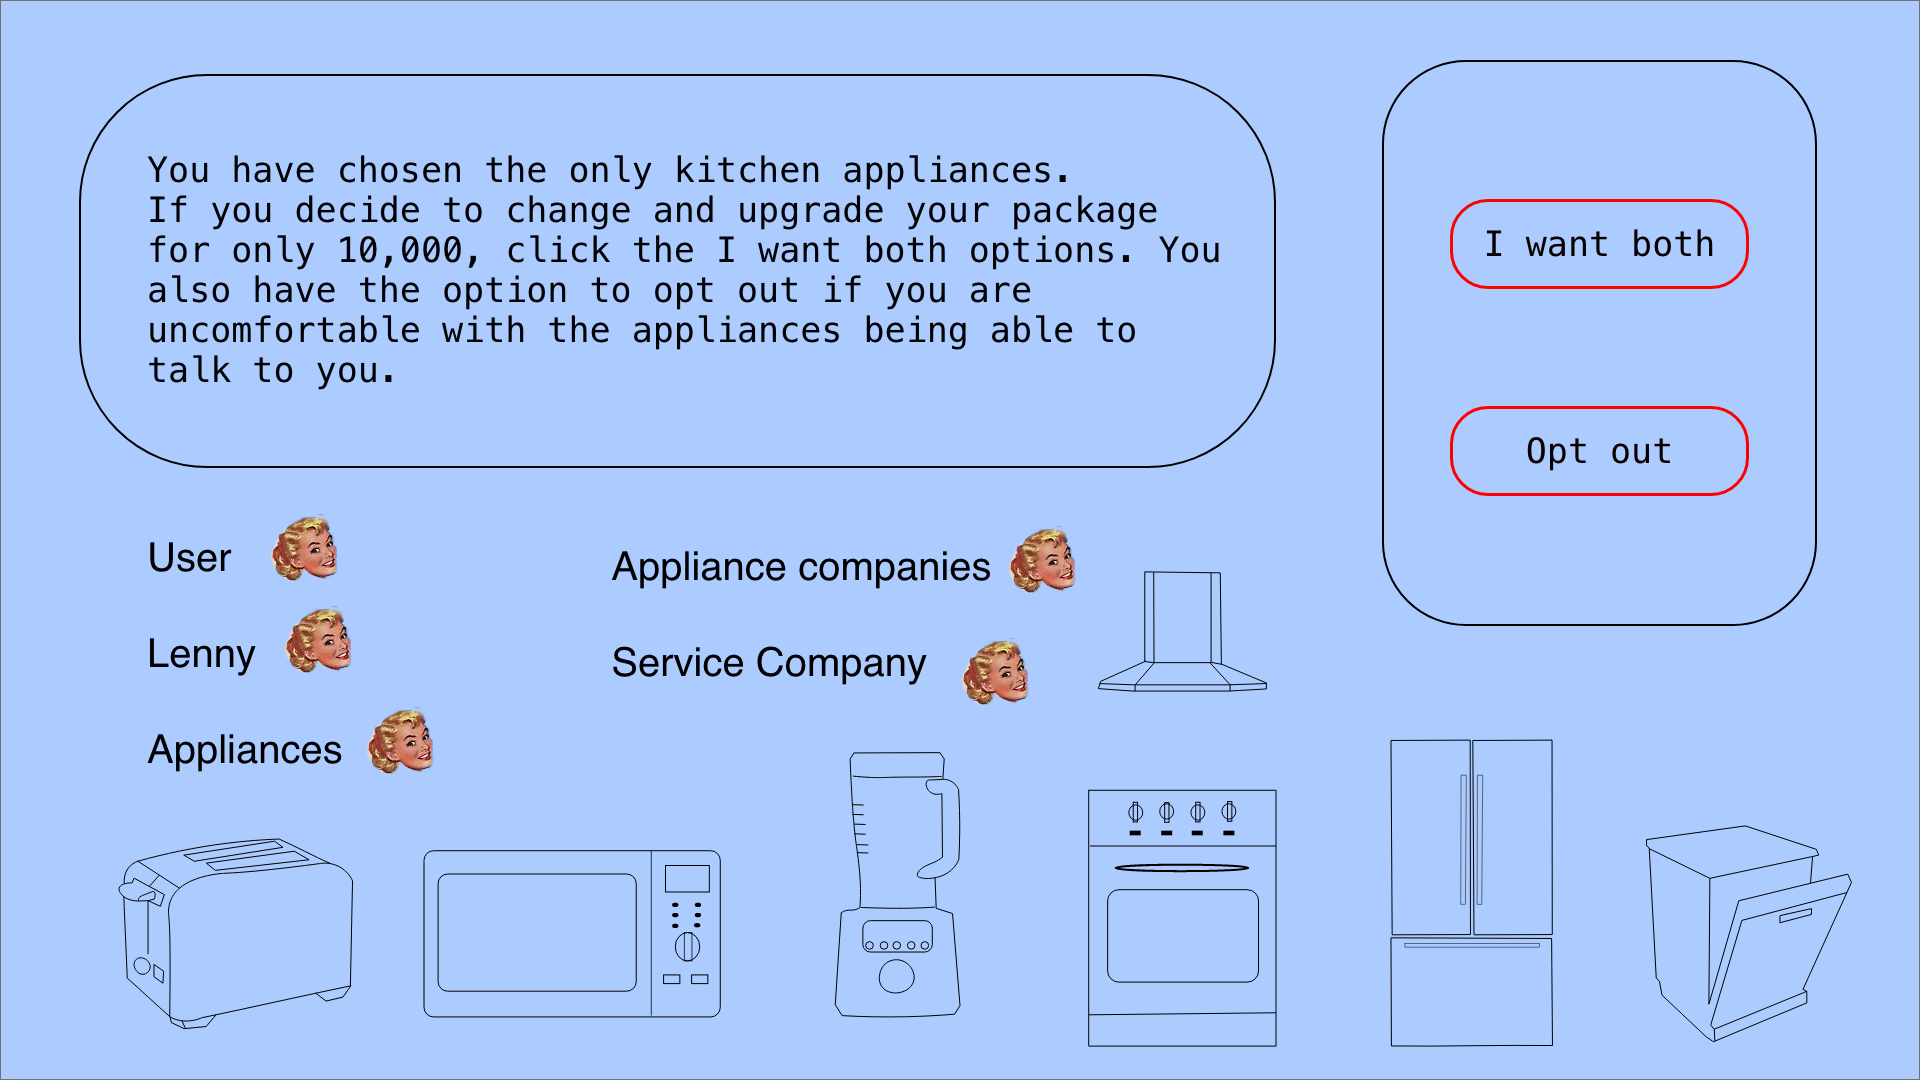 You have chosen the only kitchen appliances.
If you decide to change and upgrade your package
for only 10,000, click the I want both options. You
also have the option to opt out if you are
uncomfortable with the appliances being able to
talk to you.
I want both
Opt out
User
Lenny
Appliances
Appliance companies
Service Company